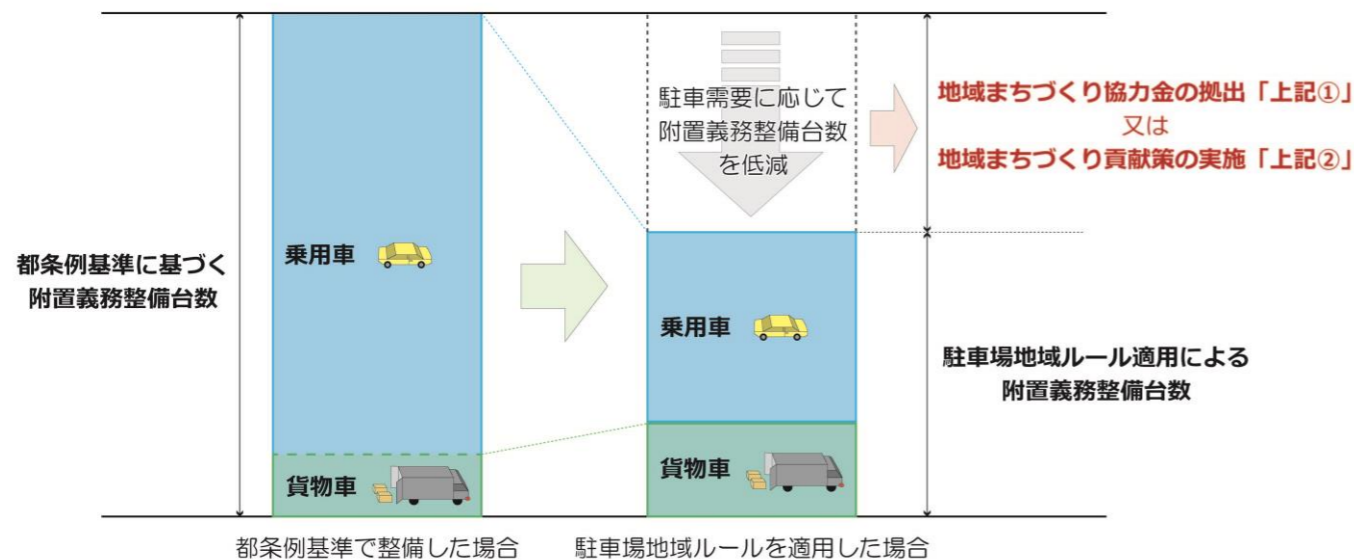 駐車需要に応じて
附置義務整備台数
を低減
地域まちづくり協力金の拠出「上記①」
又は
地域まちづくり貢献策の実施「上記②」
都条例基準に基づく
附置義務整備台数
乗用車
乗用車
駐車場地域ルール適用による
附置義務整備台数
貨物車
貨物車
都条例基準で整備した場合
駐車場地域ルールを適用した場合